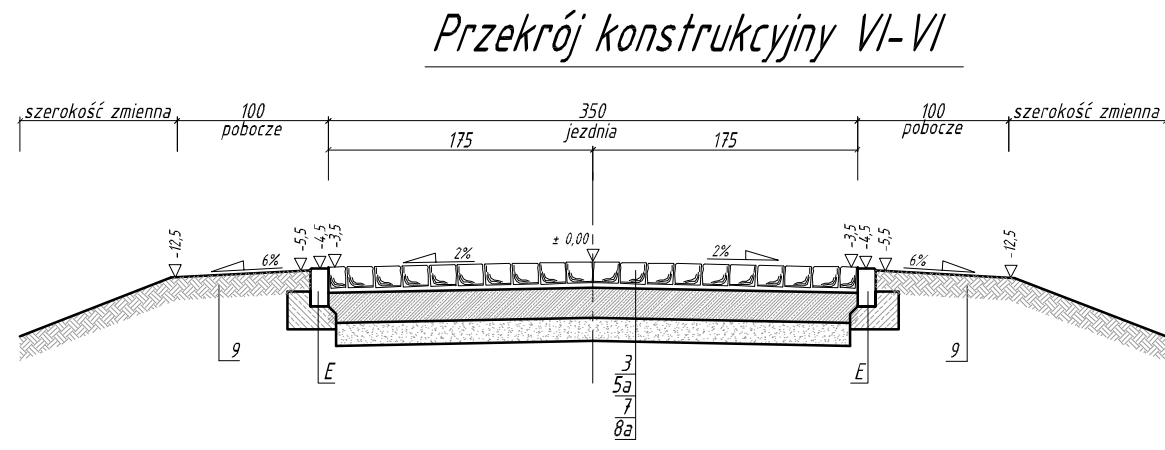 Przekrój konstrukcyjny VI-VI
szerokość zmienna
100
pobocze
350
jezdnia
100
pobocze
szerokość zmienna
175
175
-12,5
-5,5
-4,5
-3,5
± 0,00
-3,5
-4,5
-5,5
-12,5
6%
2%
2%
6%
9
E
3
5a
7
8a
E
9